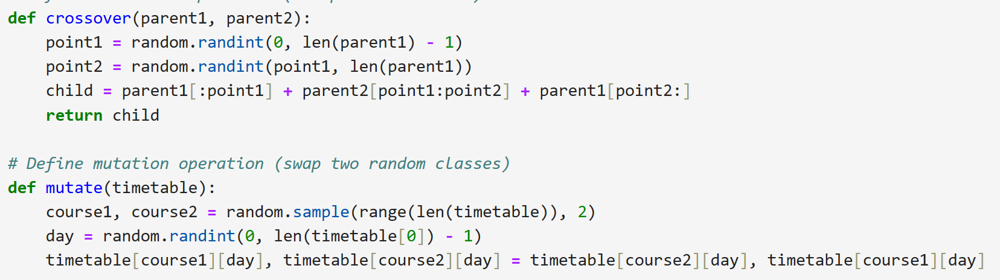 def crossover(parent1, parent2):
    point1 = random.randint(0, len(parent1) - 1)
    point2 = random.randint(point1, len(parent1))
    child = parent1[:point1] + parent2[point1:point2] + parent1[point2:]
    return child
# Define mutation operation (swap two random classes)
def mutate(timetable):
    course1, course2 = random.sample(range(len(timetable)), 2)
    day = random.randint(0, len(timetable[0]) - 1)
    timetable[course1][day], timetable[course2][day] = timetable[course2][day], timetable[course1][day]